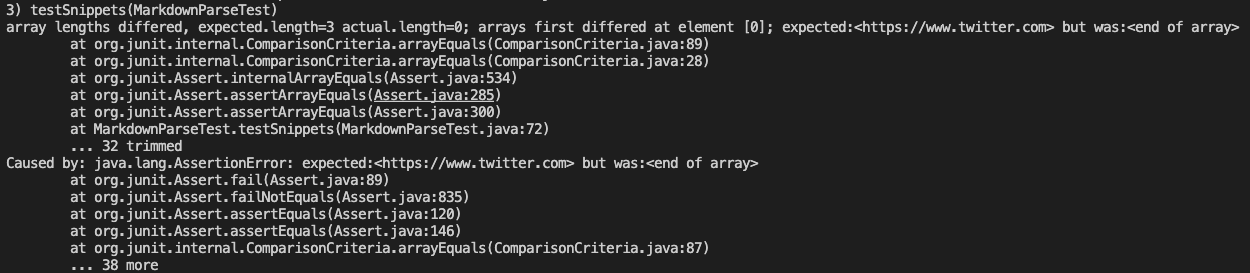 3) testSnippets(MarkdownParseTest)
array lengths differed, expected.length=3 actual.length=0; arrays first differed at element [0]; expected:<https://www.twitter.com> but was:<end of array>
        at org.junit.internal.ComparisonCriteria.arrayEquals(ComparisonCriteria.java:89)
        at org.junit.internal.ComparisonCriteria.arrayEquals(ComparisonCriteria.java:28)
        at org.junit.Assert.internalArrayEquals(Assert.java:534)
        at org.junit.Assert.assertArrayEquals(Assert.java:285)
        at org.junit.Assert.assertArrayEquals(Assert.java:300)
        at MarkdownParseTest.testSnippets(MarkdownParseTest.java:72)
        ... 32 trimmed
Caused by: java.lang.AssertionError: expected:<https://www.twitter.com> but was:<end of array>
        at org.junit.Assert.fail(Assert.java:89)
        at org.junit.Assert.failNotEquals(Assert.java:835)
        at org.junit.Assert.assertEquals(Assert.java:120)
        at org.junit.Assert.assertEquals(Assert.java:146)
        at org.junit.internal.ComparisonCriteria.arrayEquals(ComparisonCriteria.java:87)
        ... 38 more